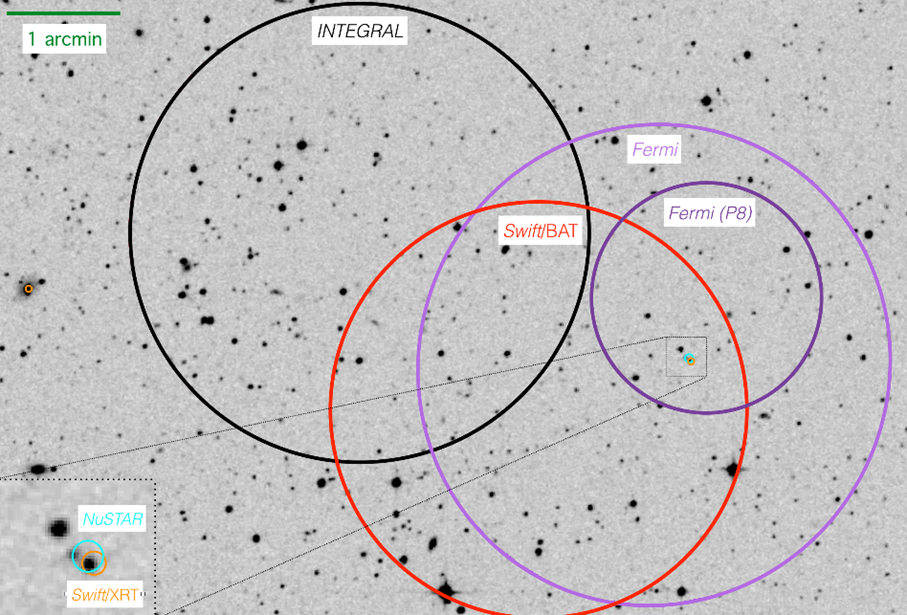 INTEGRAL
1 arcmin
Fermi
Fermi (P8)
Swift/BAT
NuSTAR
Swift/XRT